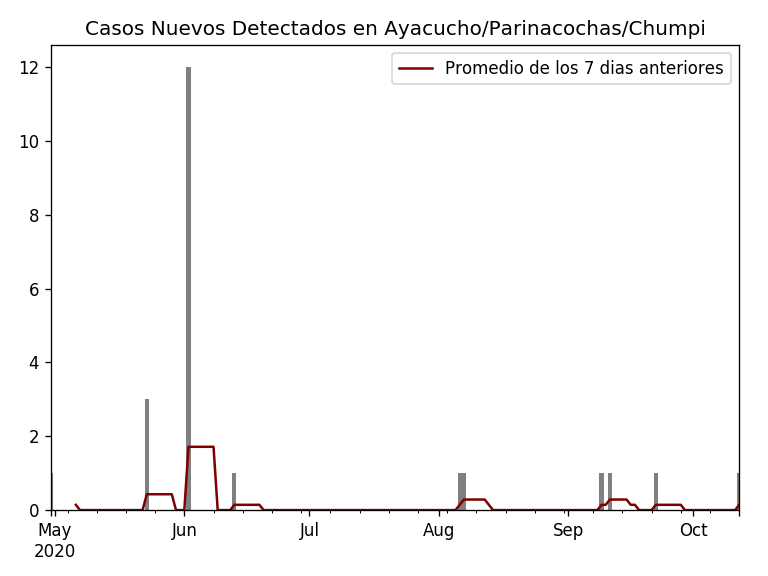 Casos Nuevos Detectados en Ayacucho/Parinacochas/Chumpi
Promedio de los 7 dias anteriores
12
10
8
6
4
2
0
May Jun Jul Aug Sep Oct
2020